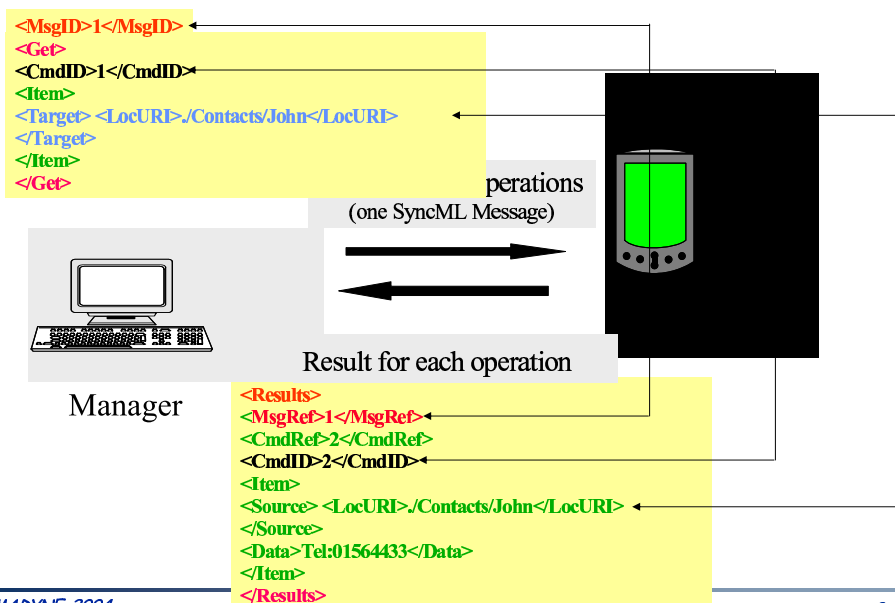 <MsgID>1</MsgID>
<Get>
<CmdID>1</CmdID>
<Item>
<Target> <LocURI>./Contacts/John</LocURI>
</Target>
</Item>
</Get>
perations
(one SyncML Message)
Result for each operation
Manager
<Results>
<MsgRef>1</MsgRef>
<CmdRef>2</CmdRef>
<CmdID>2</CmdID>
<Item>
<Source> <LocURI>./Contacts/John</LocURI>
</Source>
<Data>Tel:01564433</Data>
</Item>
</Results>